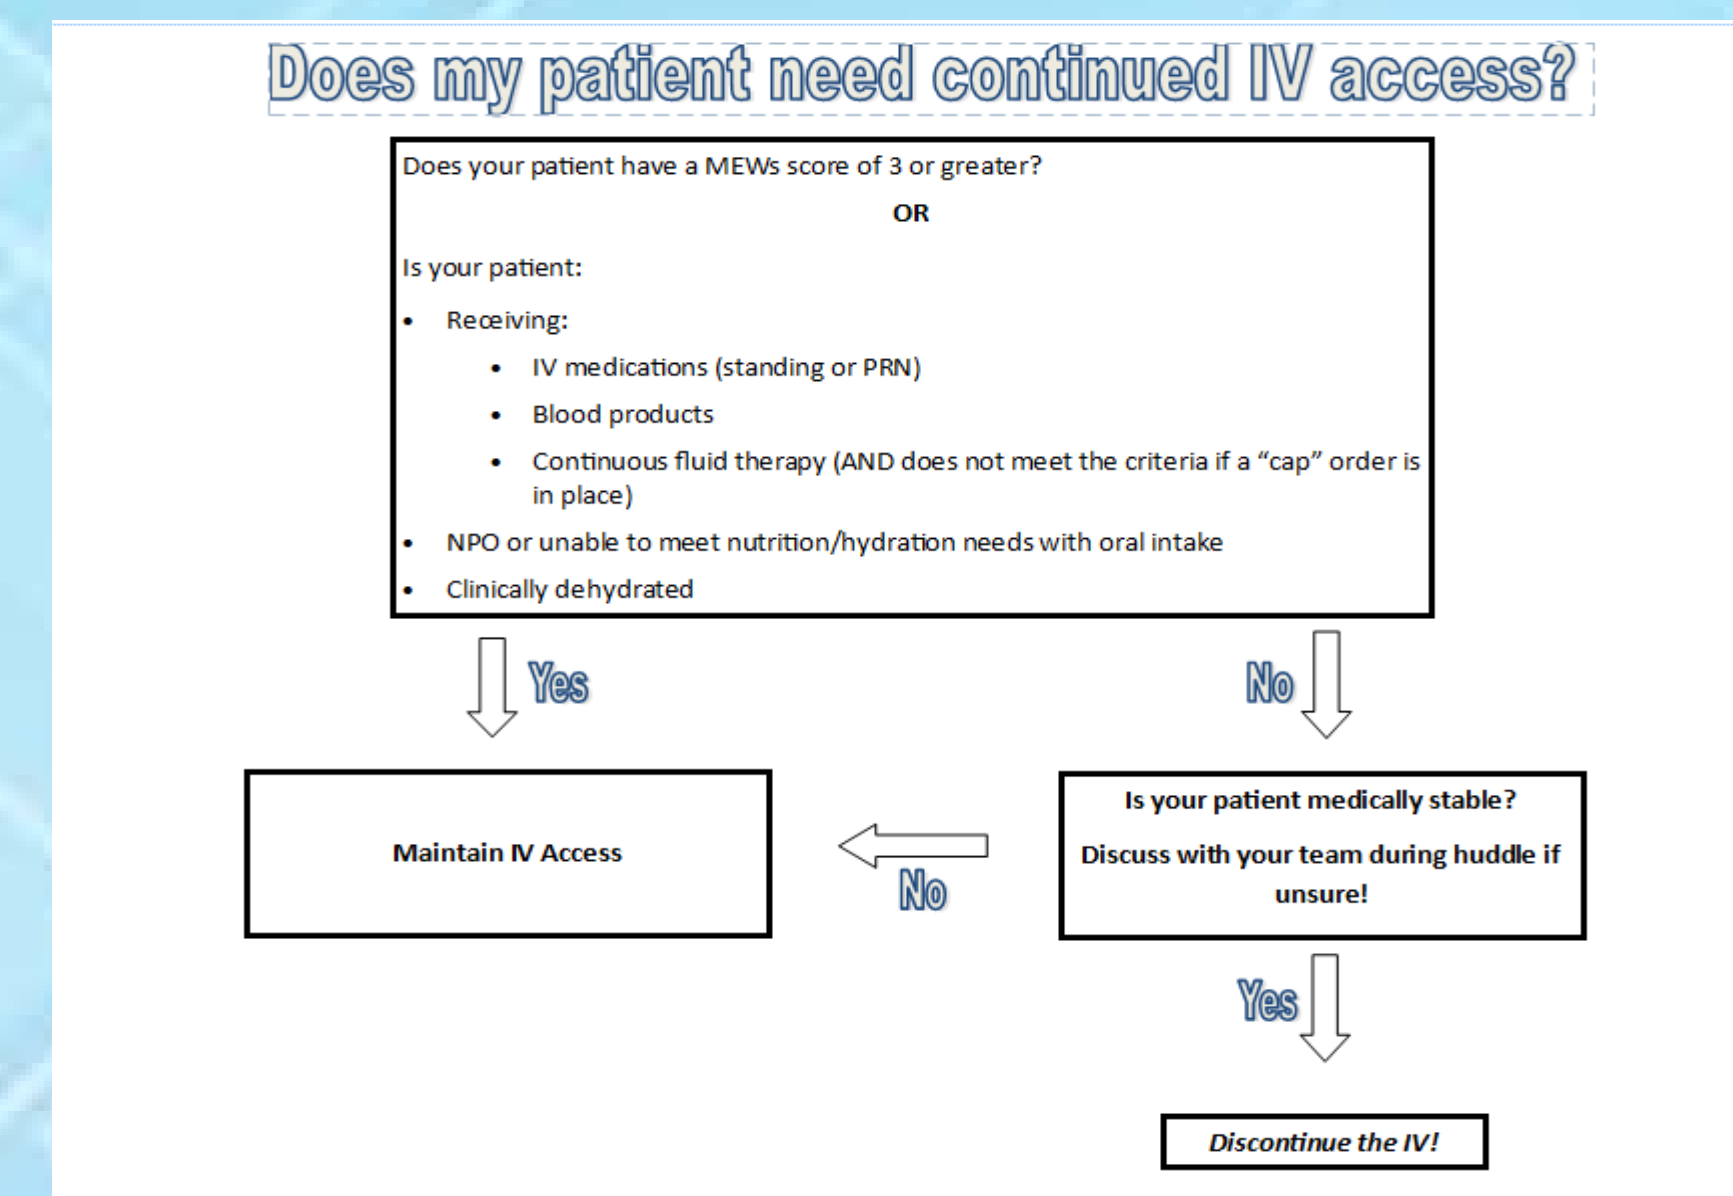 Does my patient need continued IV access?
Does your patient have a MEWs score of 3 or greater?
OR
Is your patient:
• Receiving:
• IV medications (standing or PRN)
• Blood products
• Continuous fluid therapy (AND does not meet the criteria if a “cap” order is
in place)
• NPO or unable to meet nutrition/hydration needs with oral intake
• Clinically dehydrated
Yes
No
Maintain IV Access
No
Is your patient medically stable?
Discuss with your team during huddle if
unsure!
Yes
Discontinue the IV!